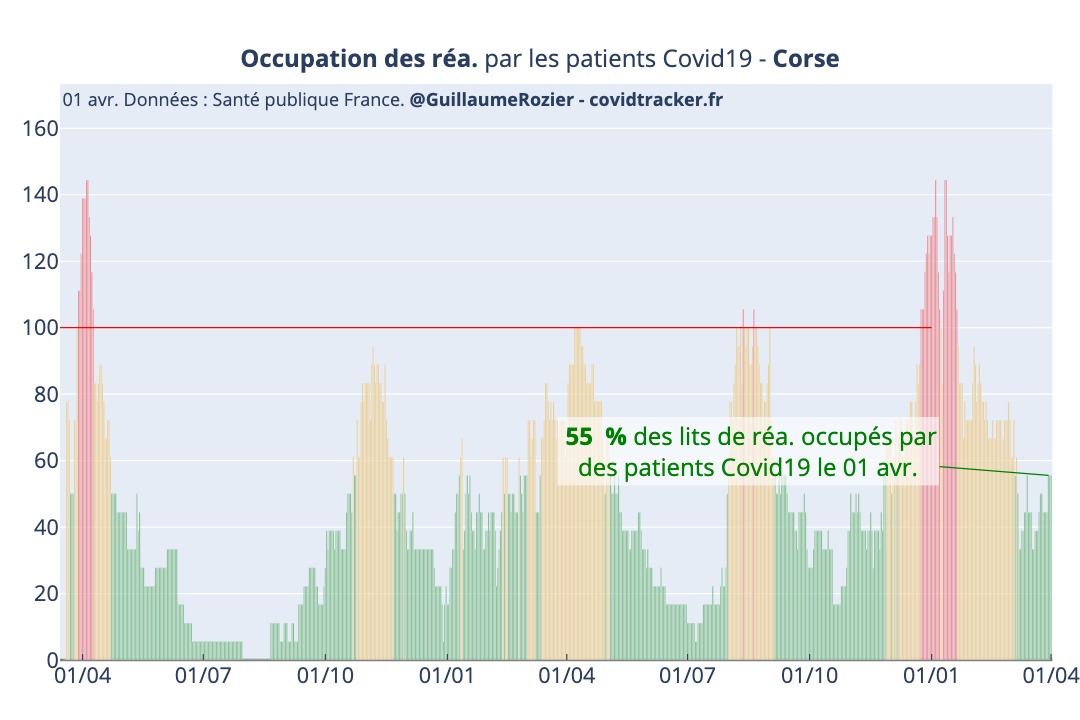 Occupation des réa. par les patients Covid19 - Corse
01 avr. Données : Santé publique France. @GuillaumeRozier - covidtracker.fr
160
140
120
100
80
60
40
20
0
55 % des lits de réa. occupés par
des patients Covid19 le 01 avr.
01/04 01/07 01/10 01/01 01/04 01/07 01/10 01/01 01/04